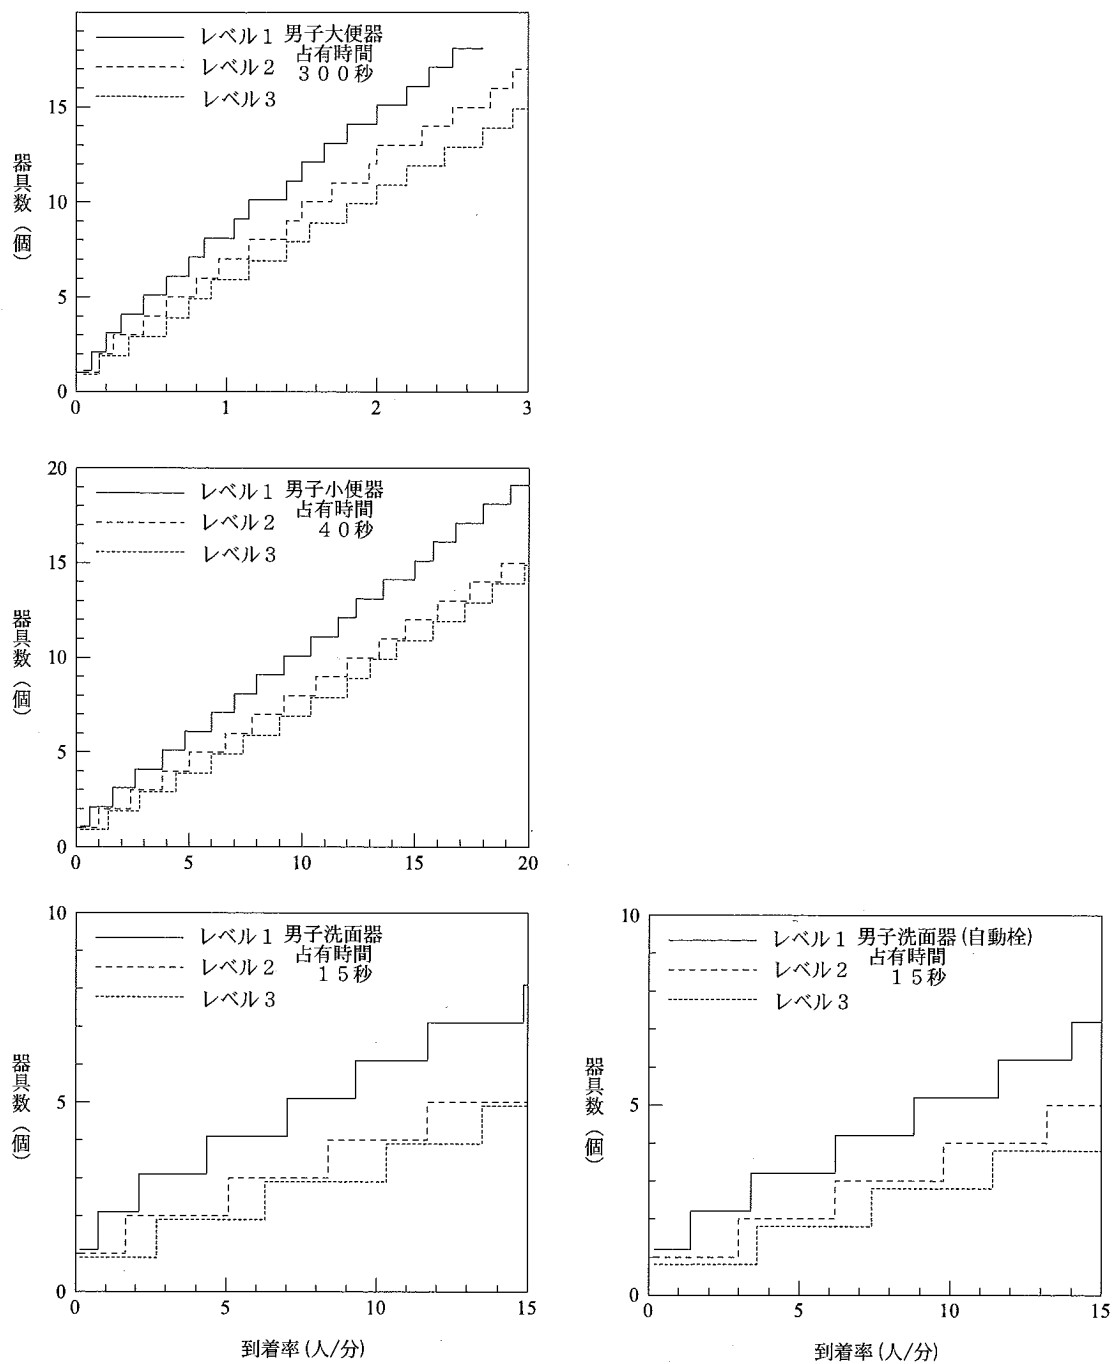 レベル1 男子大便器
占有時間
レベル2 300秒
レベル3
15
10
5
0
器具数(個)
0 1 2 3
20
レベル1 男子小便器
占有時間
レベル2 40秒
レベル3
15
10
5
0
器具数(個)
0 5 10 15 20
10
レベル1 男子洗面器
占有時間
レベル2 15秒
レベル3
5
0
器具数(個)
0 5 10 15
到着率(人/分)
10
レベル1 男子洗面器(自動栓)
占有時間
レベル2 15秒
レベル3
5
0
器具数(個)
0 5 10 15
到着率(人/分)